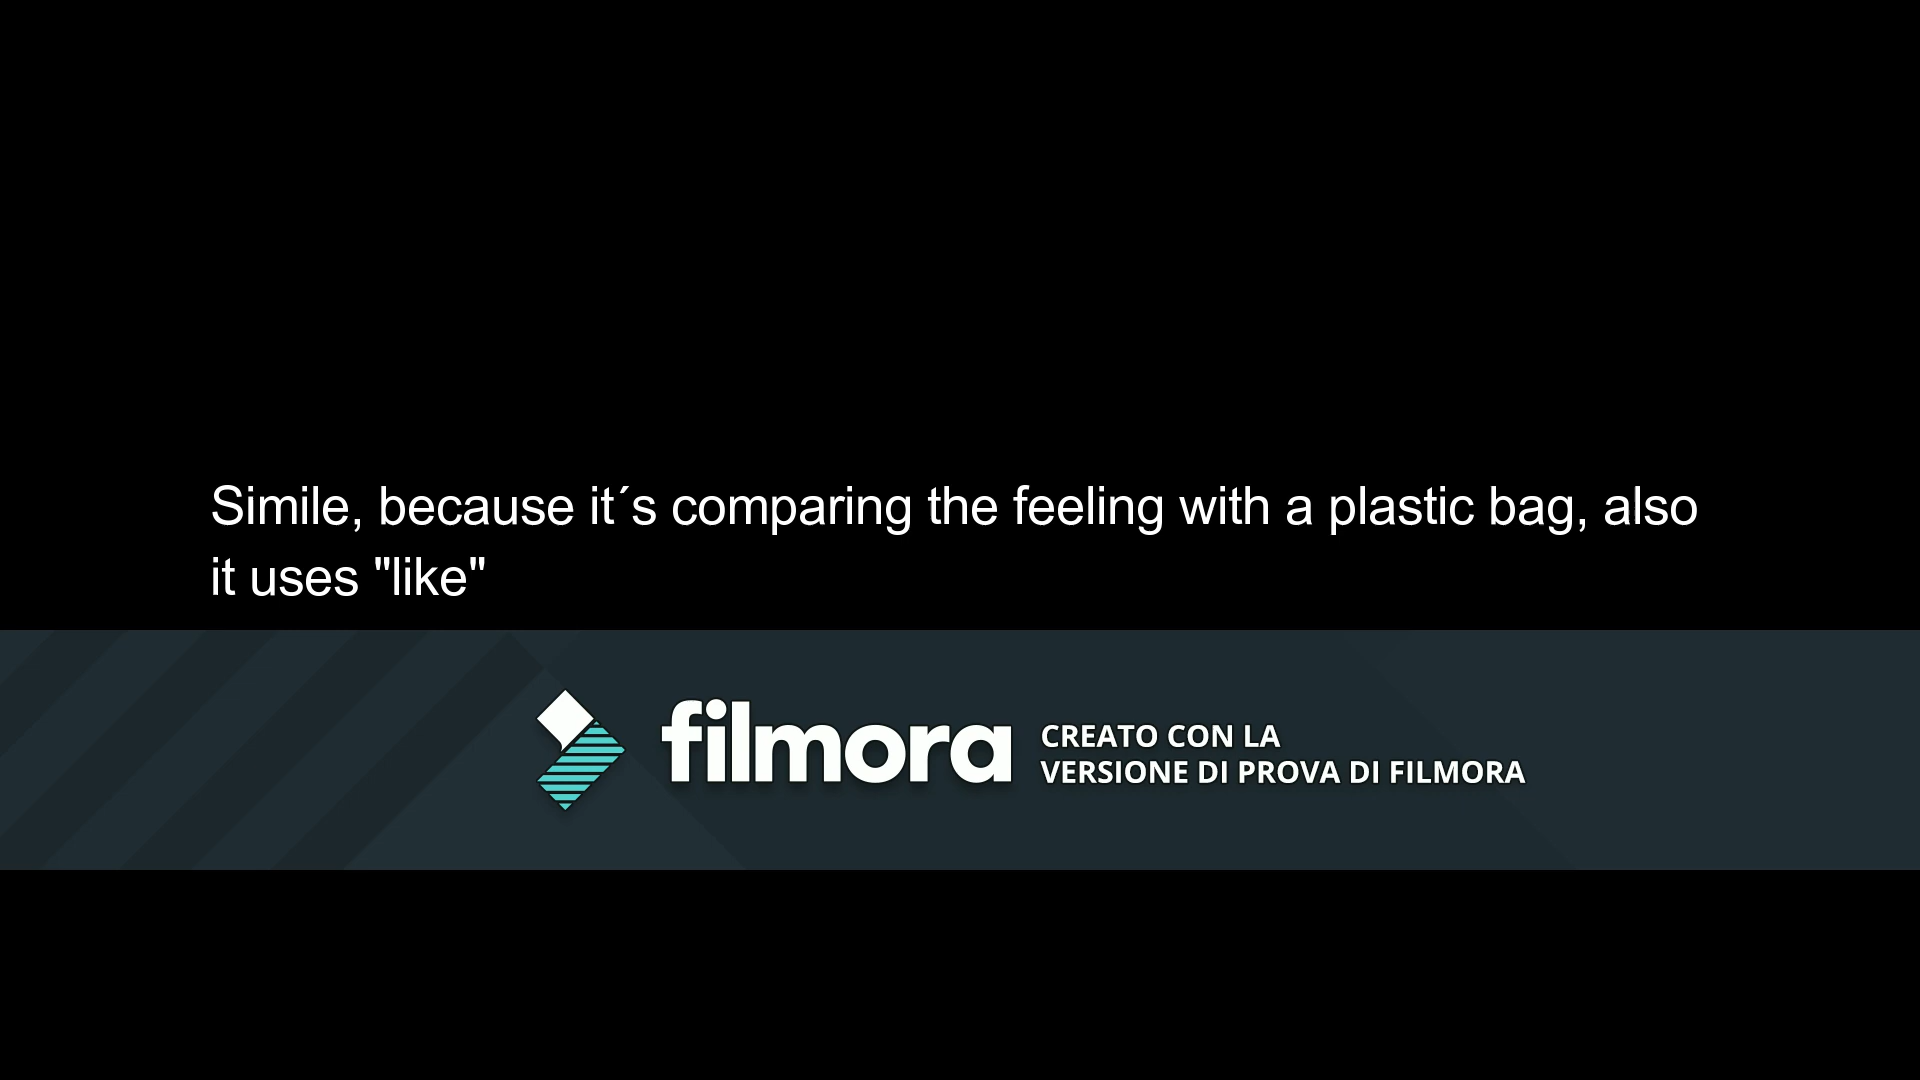 Simile, because it´s comparing the feeling with a plastic bag, also
it uses "like"
filmora
CREATO CON LA
VERSIONE DI PROVA DI FILMORA